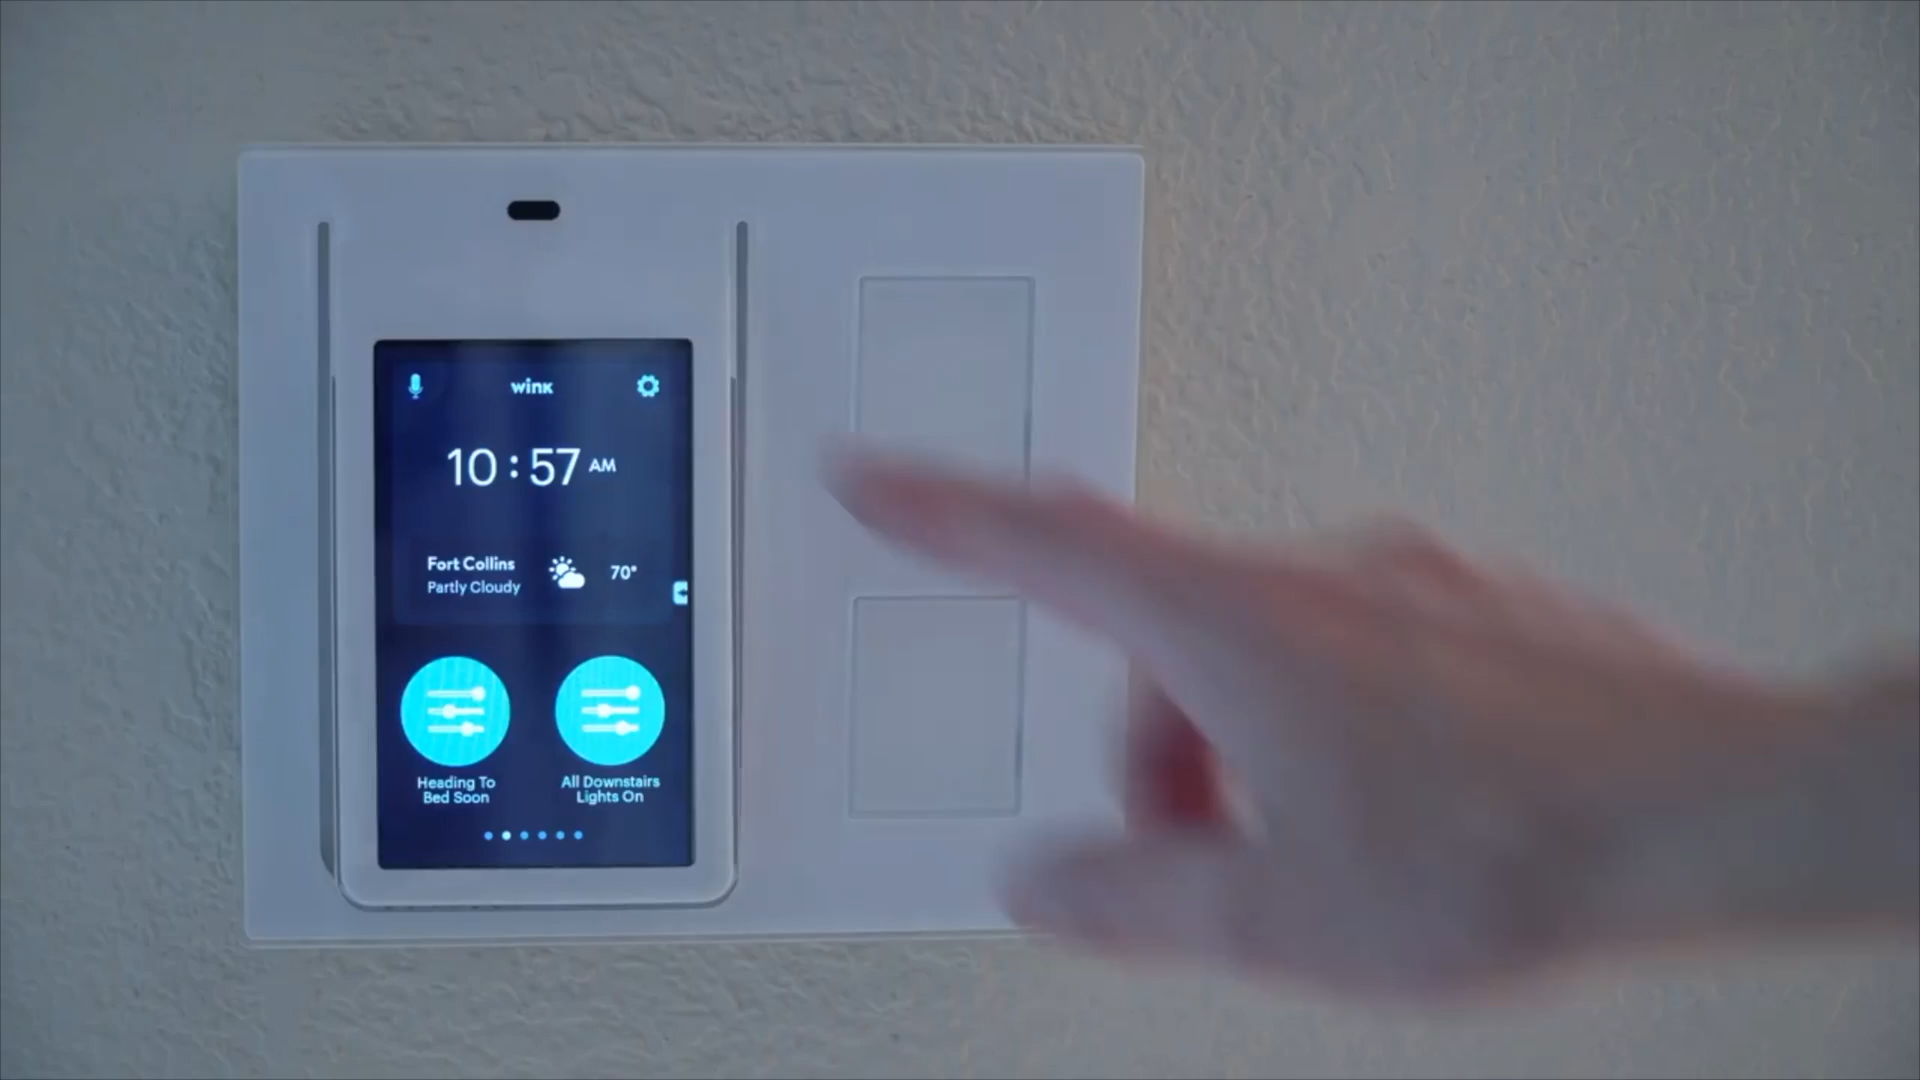 wink
10:57 AM
Fort Collins
Partly Cloudy
70°
Heading To
Bed Soon
All Downstairs
Lights On